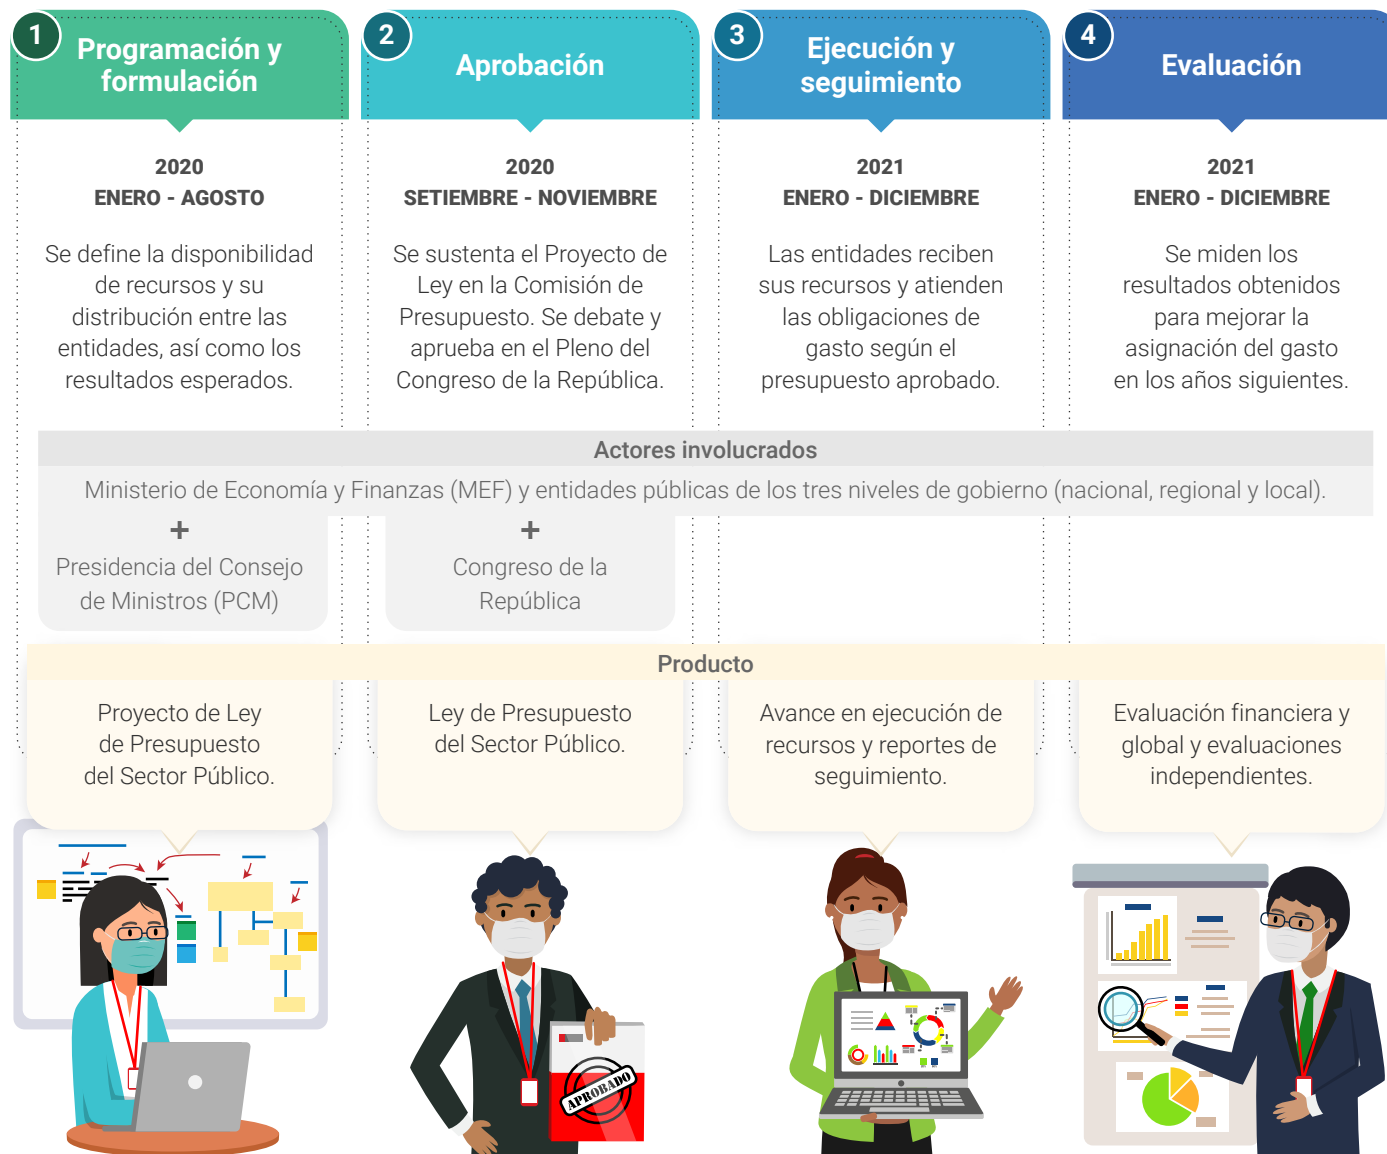 1
Programación y
formulación
2020
ENERO - AGOSTO
Se define la disponibilidad
de recursos y su
distribución entre las
entidades, así como los
resultados esperados.
2
Aprobación
2020
SETIEMBRE - NOVIEMBRE
Se sustenta el Proyecto de
Ley en la Comisión de
Presupuesto. Se debate y
aprueba en el Pleno del
Congreso de la República.
3
Ejecución y
seguimiento
2021
ENERO - DICIEMBRE
Las entidades reciben
sus recursos y atienden
las obligaciones de
gasto según el
presupuesto aprobado.
4
Evaluación
2021
ENERO - DICIEMBRE
Se miden los
resultados obtenidos
para mejorar la
asignación del gasto
en los años siguientes.
Actores involucrados
Ministerio de Economía y Finanzas (MEF) y entidades públicas de los tres niveles de gobierno (nacional, regional y local).
+
Presidencia del Consejo
de Ministros (PCM)
+
Congreso de la
República
Producto
Proyecto de Ley
de Presupuesto
del Sector Público.
Ley de Presupuesto
del Sector Público.
Avance en ejecución de
recursos y reportes de
seguimiento.
Evaluación financiera y
global y evaluaciones
independientes.
APROBADO